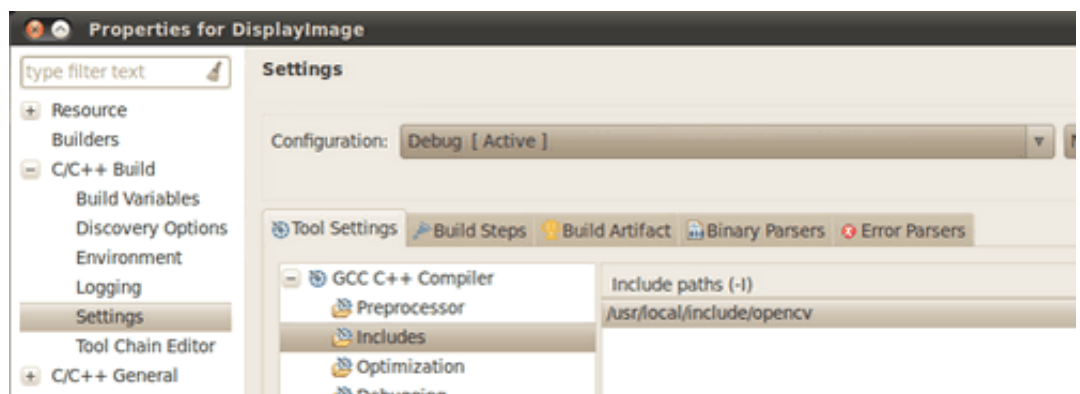 Properties for DisplayImage
type filter text
Resource
Builders
C/C++ Build
Build Variables
Discovery Options
Environment
Logging
Settings
Tool Chain Editor
C/C++ General
Settings
Configuration: Debug [ Active ]
Tool Settings Build Steps Build Artifact Binary Parsers Error Parsers
GCC C++ Compiler
Preprocessor
Includes
Optimization
Debugging
Include paths (-I)
/usr/local/include/opencv